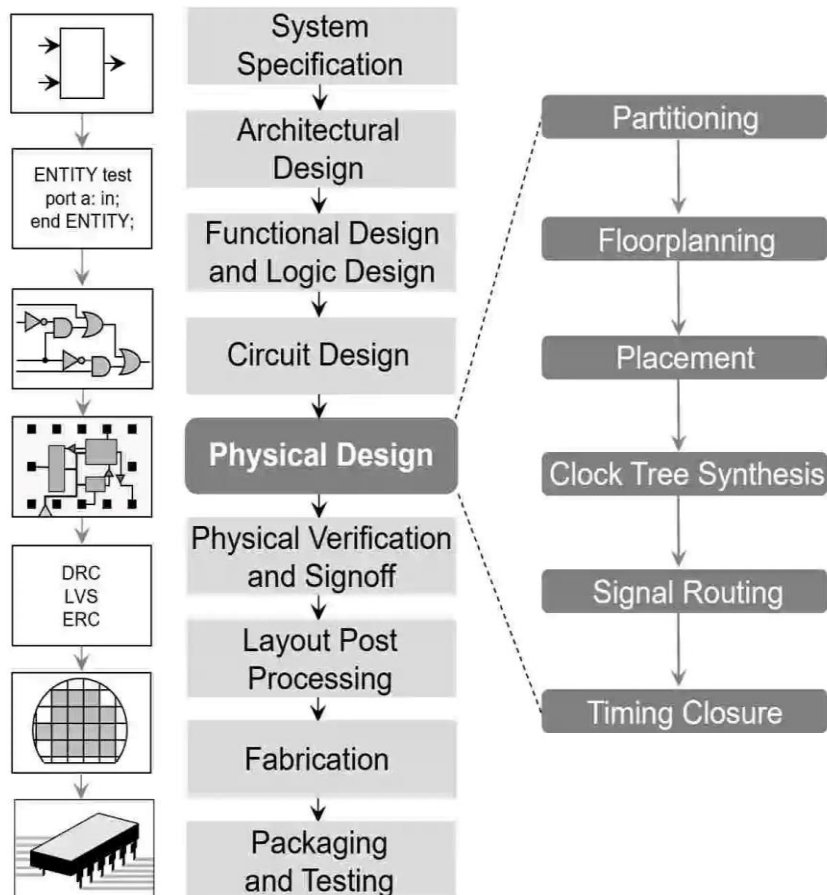 ENTITY test
port a: in;
end ENTITY;
DRC
LVS
ERC
System
Specification
Architectural
Design
Functional Design
and Logic Design
Circuit Design
Physical Design
Physical Verification
and Signoff
Layout Post
Processing
Fabrication
Packaging
and Testing
Partitioning
Floorplanning
Placement
Clock Tree Synthesis
Signal Routing
Timing Closure